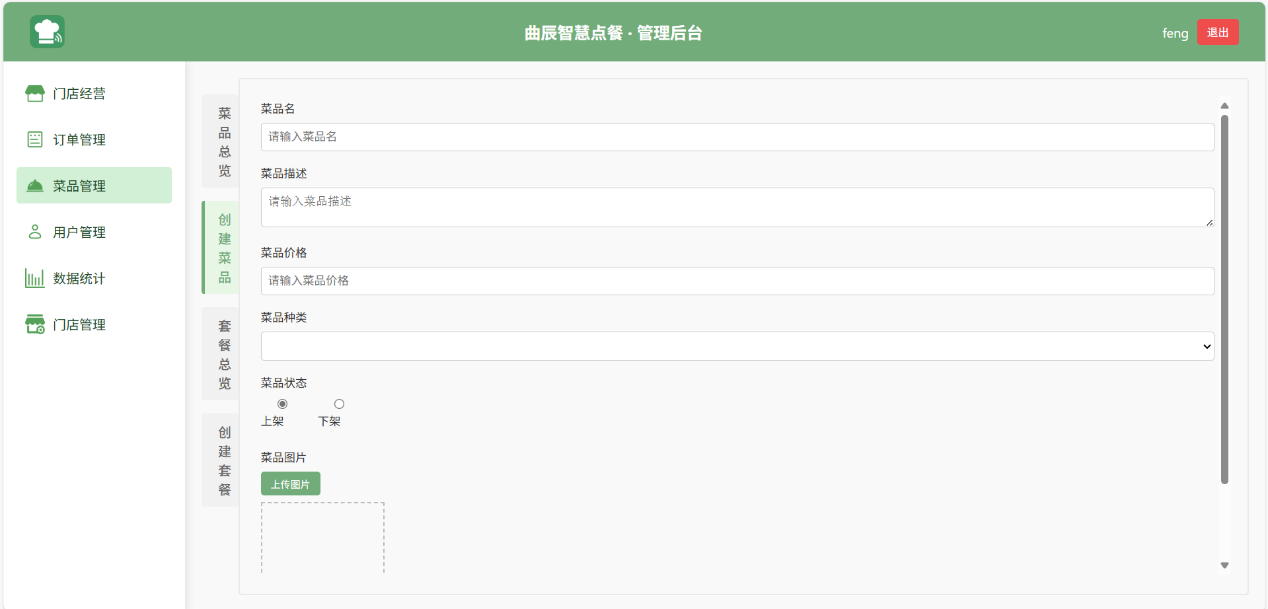 曲辰智慧点餐 · 管理后台
feng
退出
门店经营
订单管理
菜品管理
用户管理
数据统计
门店管理
菜品总览
创建菜品
套餐总览
创建套餐
菜品名
请输入菜品名
菜品描述
请输入菜品描述
菜品价格
请输入菜品价格
菜品种类
菜品状态
上架
下架
菜品图片
上传图片